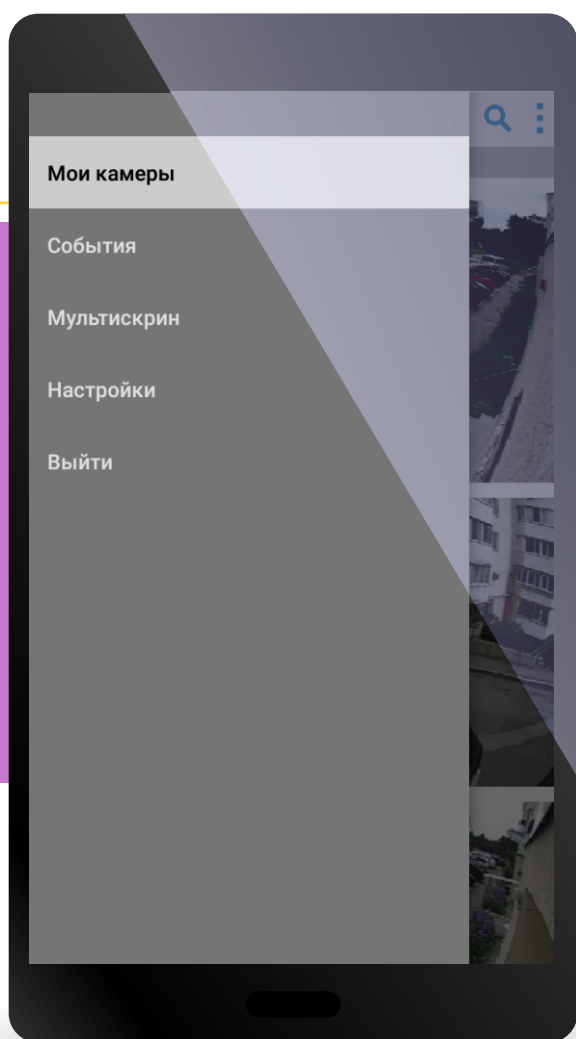 Мои камеры
События
Мультискрин
Настройки
Выйти